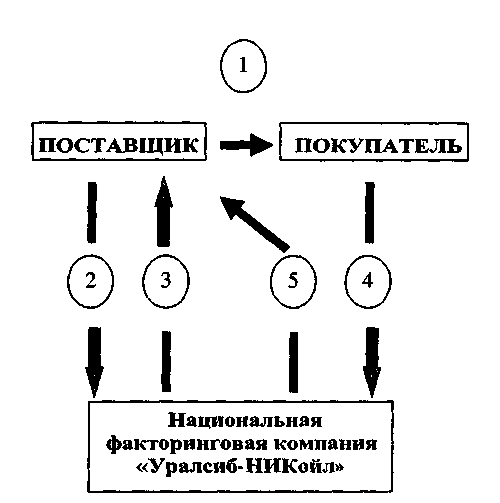 1
ПОСТАВЩИК
ПОКУПАТЕЛЬ
2
3
5
4
Национальная
факторинговая компания
«Уралсиб-НИКойл»